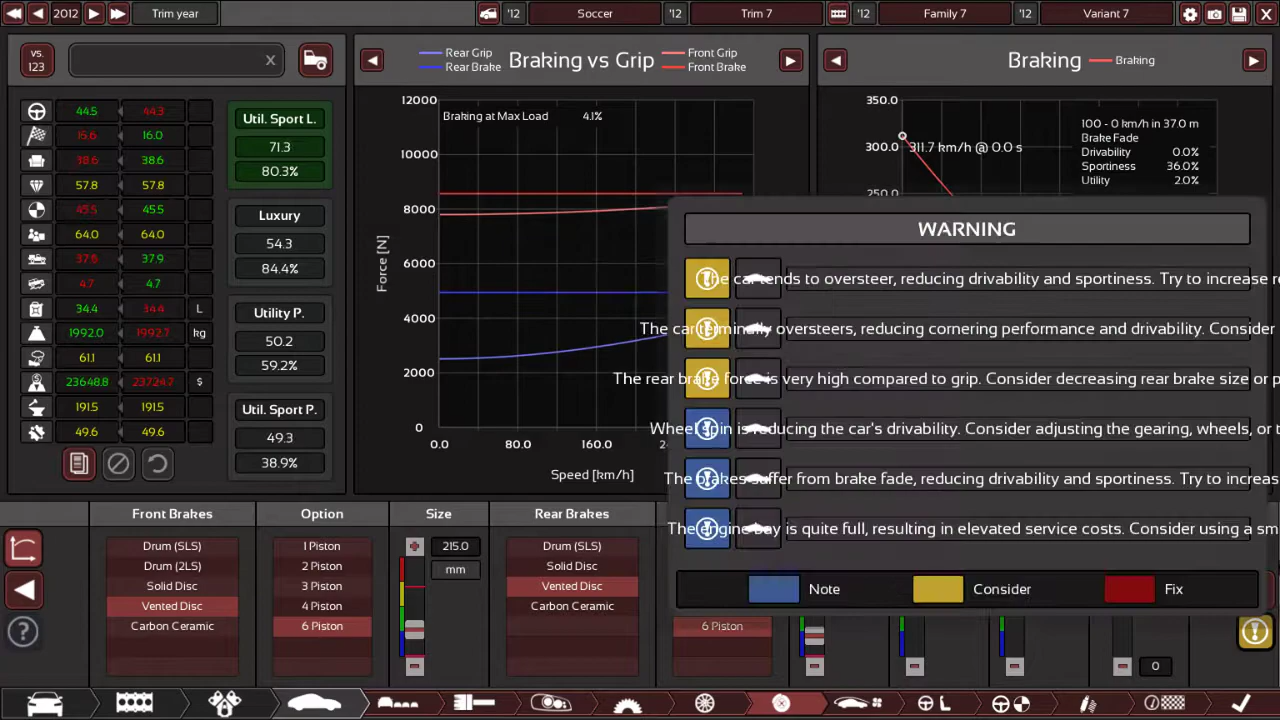 2012 Trim year '12 Soccer '12 Trim 7 '12 Family 7 '12 Variant 7
vs.
123
x
Rear Grip
Rear Brake
Braking vs Grip
Front Grip
Front Brake
Braking
Braking
44.5 44.3
15.6 16.0
38.6 38.6
57.8 57.8
45.5 45.5
64.0 64.0
37.8 37.9
4.7 4.7
34.4 34.4 L
1992.0 1992.7 kg
61.1 61.1
23648.8 23724.7 $
191.5 191.5
49.6 49.6
Util. Sport L.
71.3
80.3%
Luxury
54.3
84.4%
Utility P.
50.2
59.2%
Util. Sport P.
49.3
38.9%
Braking at Max Load 4.1%
12000
10000
8000
6000
4000
2000
0
Force [N]
0.0 80.0 160.0
Speed [km/h]
350.0
300.0
250.0
311.7 km/h @ 0.0 s
100 - 0 km/h in 37.0 m
Brake Fade
Drivability 0.0%
Sportiness 36.0%
Utility 2.0%
WARNING
The car tends to oversteer, reducing drivability and sportiness. Try to increase
The car terminally oversteers, reducing cornering performance and drivability. Consider
The rear brake force is very high compared to grip. Consider decreasing rear brake size or
Wheel spin is reducing the car's drivability. Consider adjusting the gearing, wheels, or
The brakes suffer from brake fade, reducing drivability and sportiness. Try to
The engine bay is quite full, resulting in elevated service costs. Consider using a
Note Consider Fix
Front Brakes
Drum (SLS)
Drum (2LS)
Solid Disc
Vented Disc
Carbon Ceramic
Option
1 Piston
2 Piston
3 Piston
4 Piston
6 Piston
Size
215.0
mm
Rear Brakes
Drum (SLS)
Solid Disc
Vented Disc
Carbon Ceramic
6 Piston
0